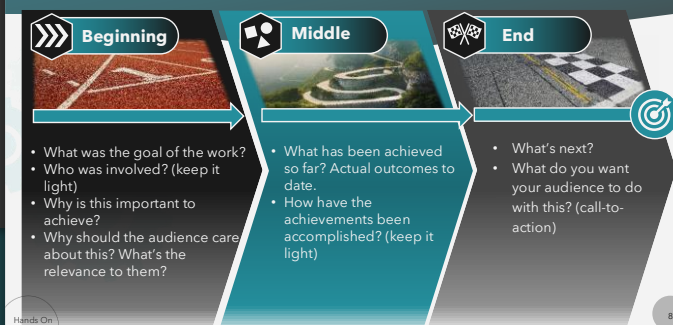 Beginning
• What was the goal of the work?
• Who was involved? (keep it
light)
• Why is this important to
achieve?
• Why should the audience care
about this? What's the
relevance to them?
Middle
• What has been achieved
so far? Actual outcomes to
date.
• How have the
achievements been
accomplished? (keep it
light)
End
• What's next?
• What do you want
your audience to do
with this? (call-to-
action)
Hands On
8